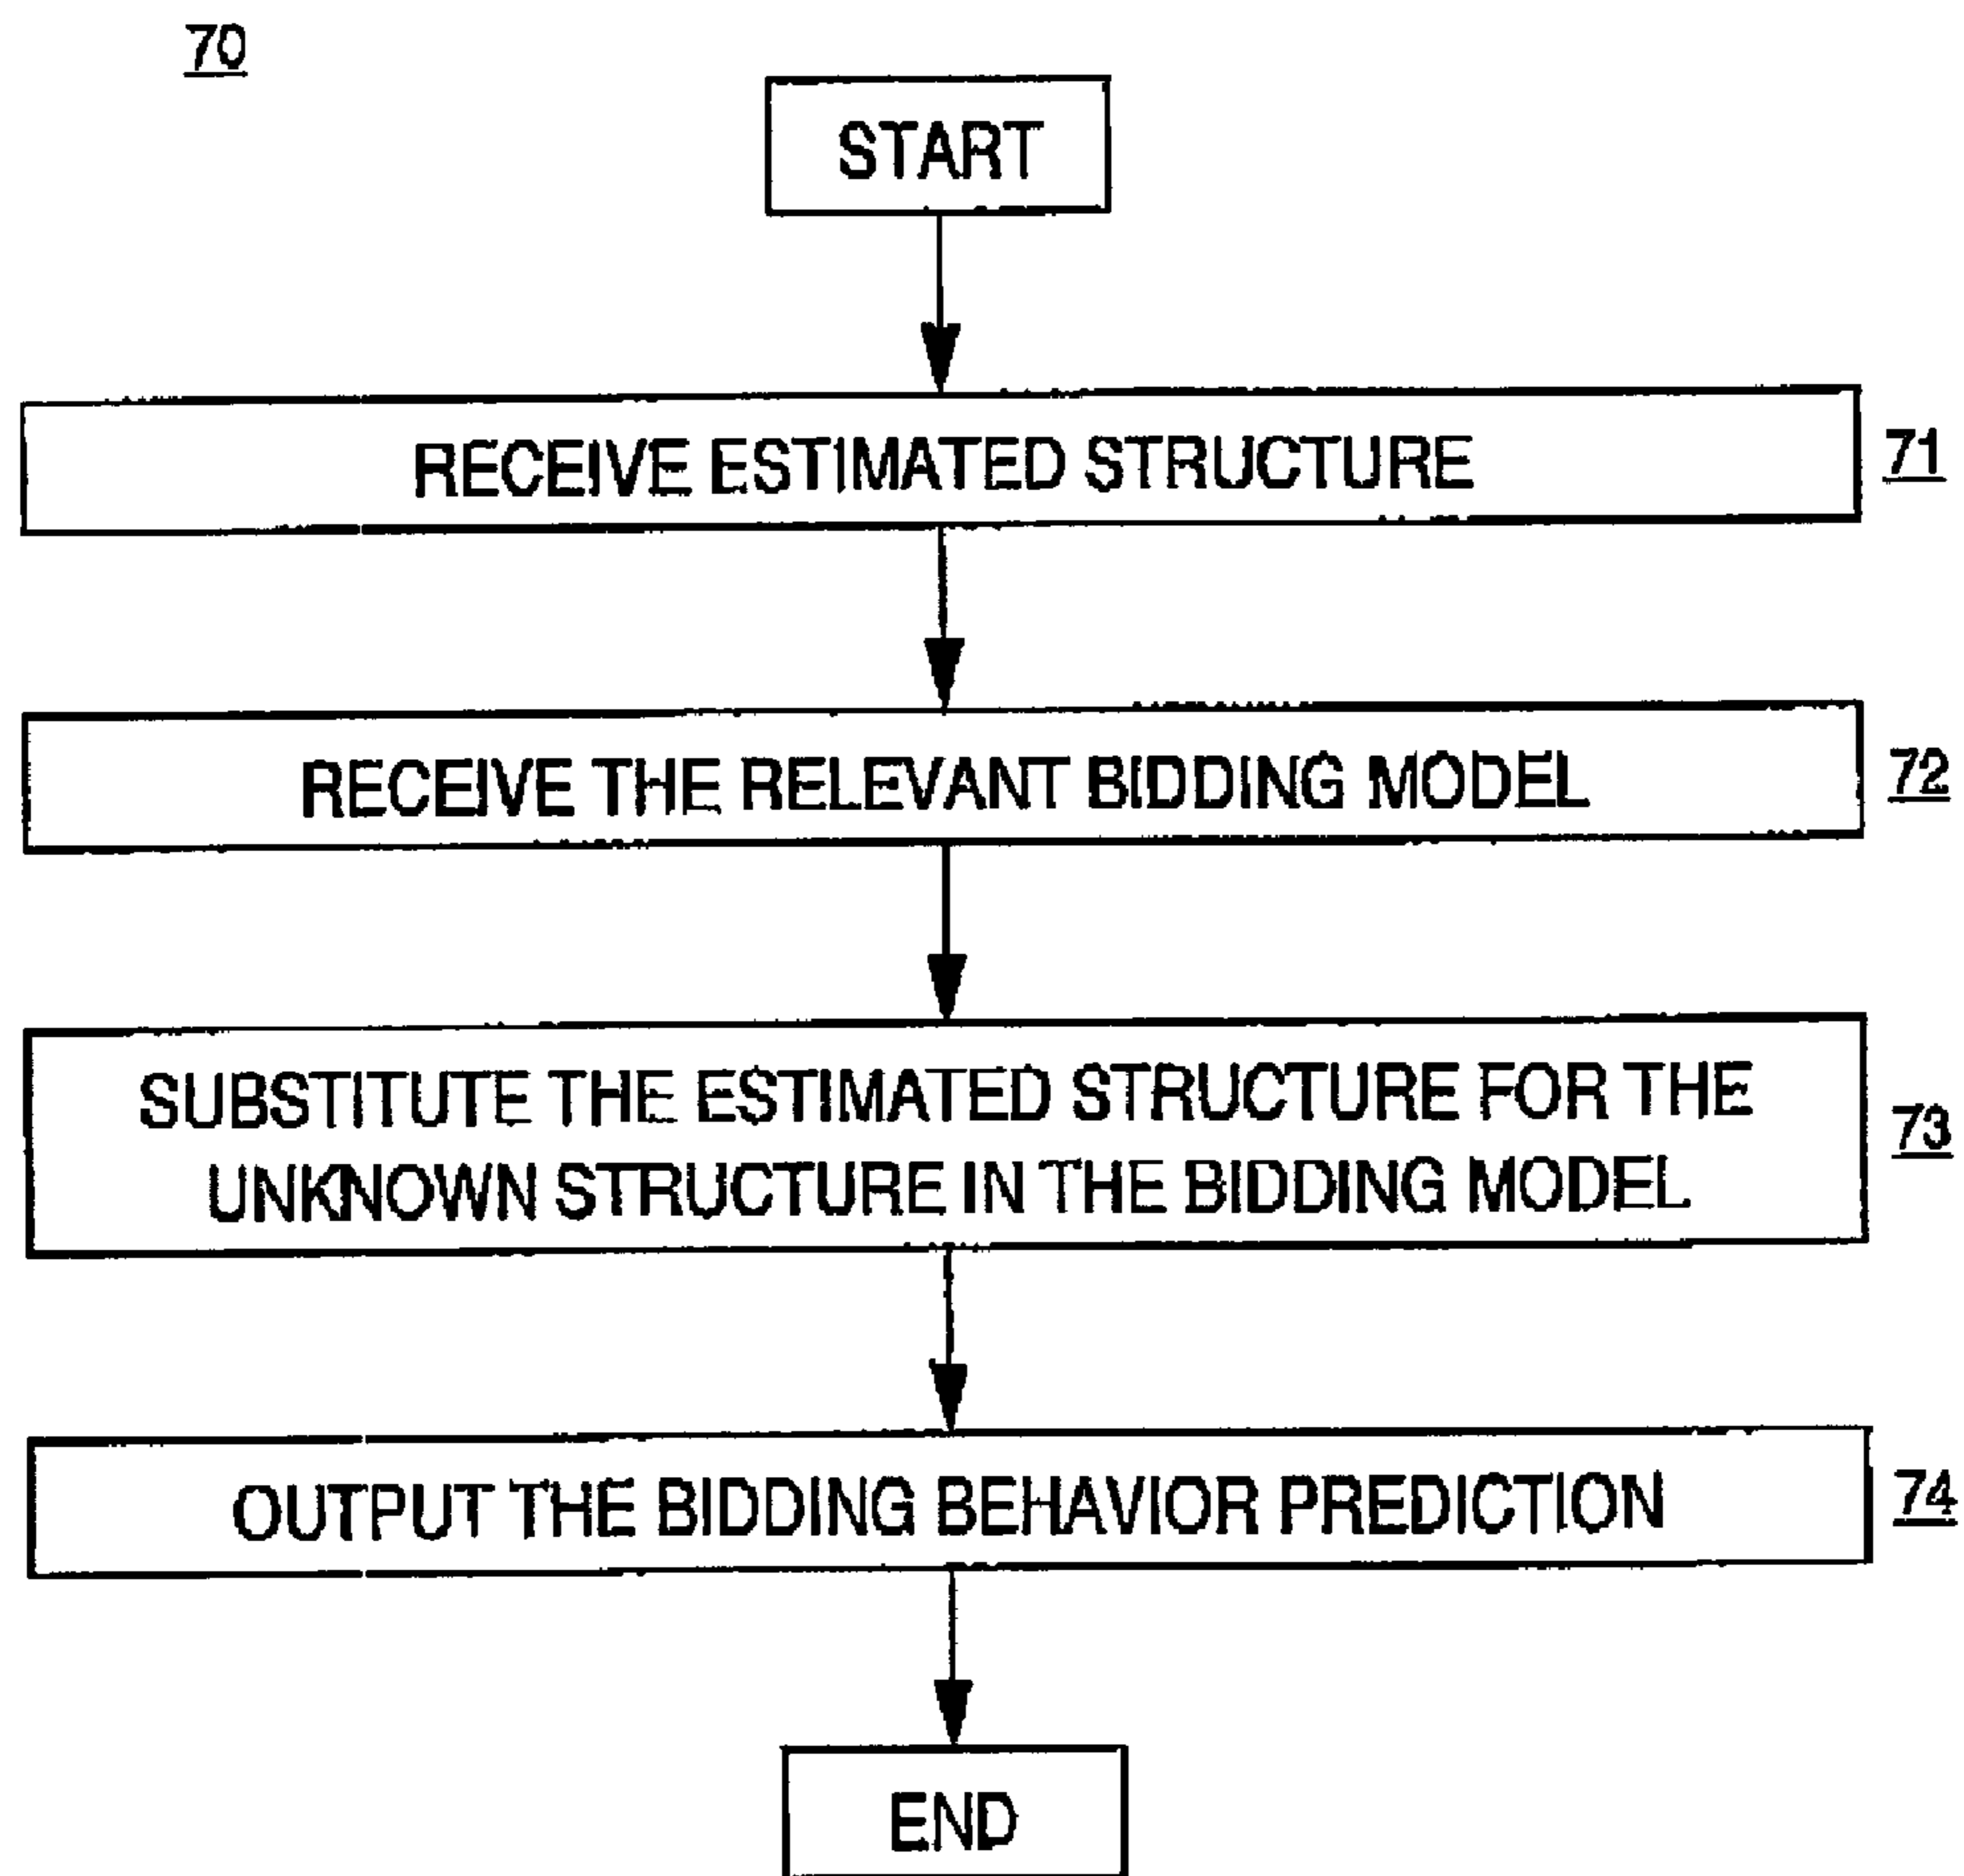 70
START
RECEIVE ESTIMATED STRUCTURE
71
RECEIVE THE RELEVANT BIDDING MODEL
72
SUBSTITUTE THE ESTIMATED STRUCTURE FOR THE
UNKNOWN STRUCTURE IN THE BIDDING MODEL
73
OUTPUT THE BIDDING BEHAVIOR PREDICTION
74
END